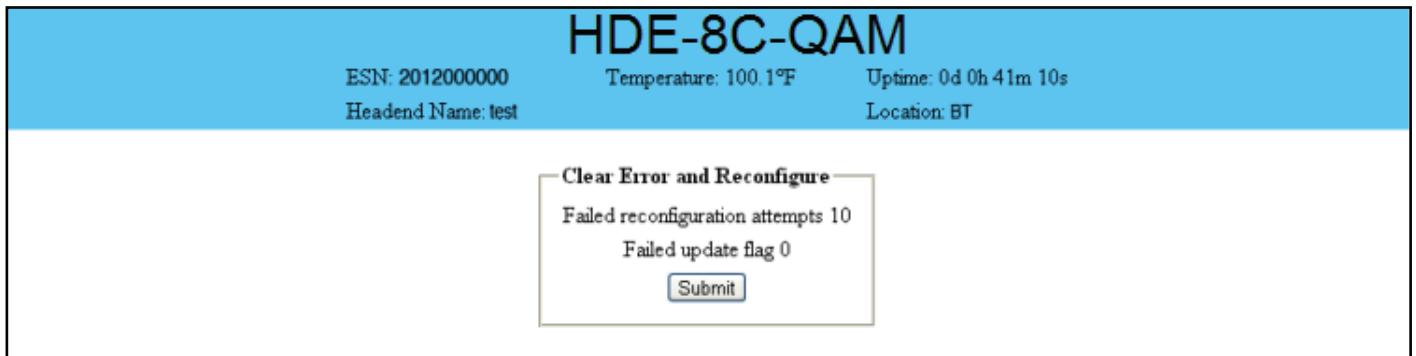 HDE-8C-QAM
ESN: 2012000000 Temperature: 100.1°F Uptime: 0d 0h 41m 10s
Headend Name: test Location: BT
Clear Error and Reconfigure
Failed reconfiguration attempts 10
Failed update flag 0
Submit